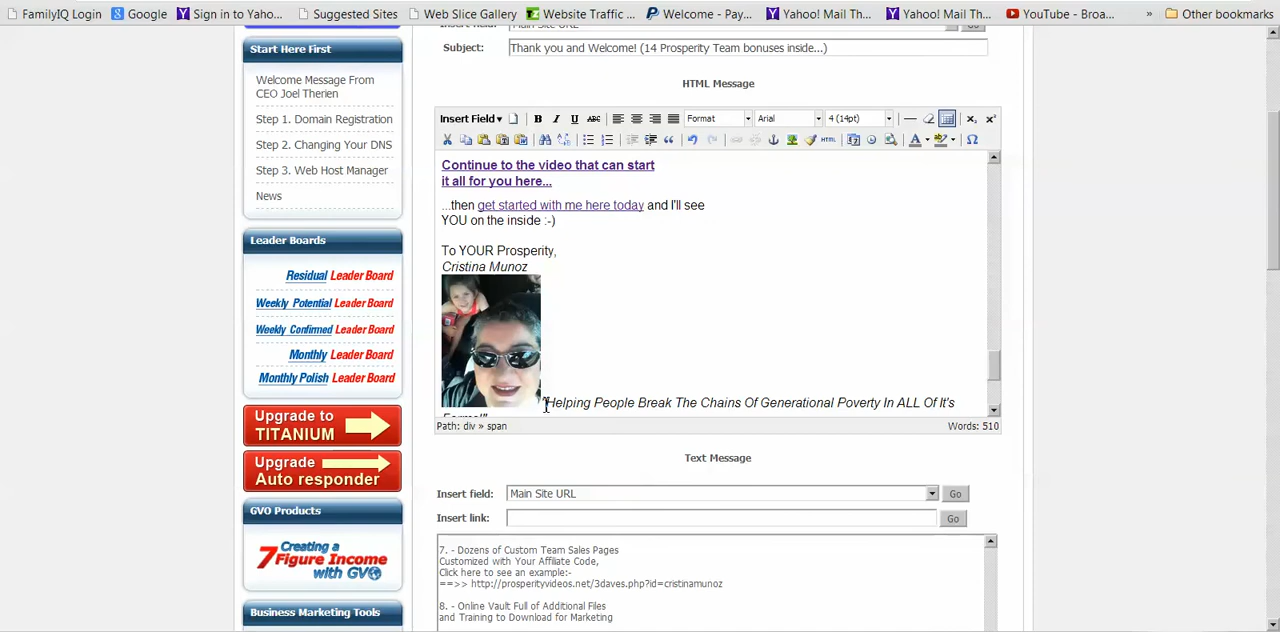 FamilyIQ Login Google Sign in to Yaho... Suggested Sites Web Slice Gallery Website Traffic ... Welcome - Pay... Yahoo! Mail Th... Yahoo! Mail Th... YouTube - Broa... » Other bookmarks
Main Site URL Go
Start Here First
Welcome Message From
CEO Joel Therien
Step 1. Domain Registration
Step 2. Changing Your DNS
Step 3. Web Host Manager
News
Leader Boards
Residual Leader Board
Weekly Potential Leader Board
Weekly Confirmed Leader Board
Monthly Leader Board
Monthly Polish Leader Board
Upgrade to
TITANIUM
Upgrade
Auto responder
GVO Products
Creating a
7 Figure Income
with GVO
Business Marketing Tools
Subject: Thank you and Welcome! (14 Prosperity Team bonuses inside...)
HTML Message
Insert Field B I U ABC Format Arial 4 (14pt) x₂ x²
HTML A Ω
Continue to the video that can start
it all for you here...
...then get started with me here today and I'll see
YOU on the inside :-)
To YOUR Prosperity,
Cristina Munoz
"Helping People Break The Chains Of Generational Poverty In ALL Of It's
Path: div » span Words: 510
Text Message
Insert field: Main Site URL Go
Insert link: Go
7. - Dozens of Custom Team Sales Pages
Customized with Your Affiliate Code,
Click here to see an example:-
==>> http://prosperityvideos.net/3daves.php?id=cristinamunoz
8. - Online Vault Full of Additional Files
and Training to Download for Marketing